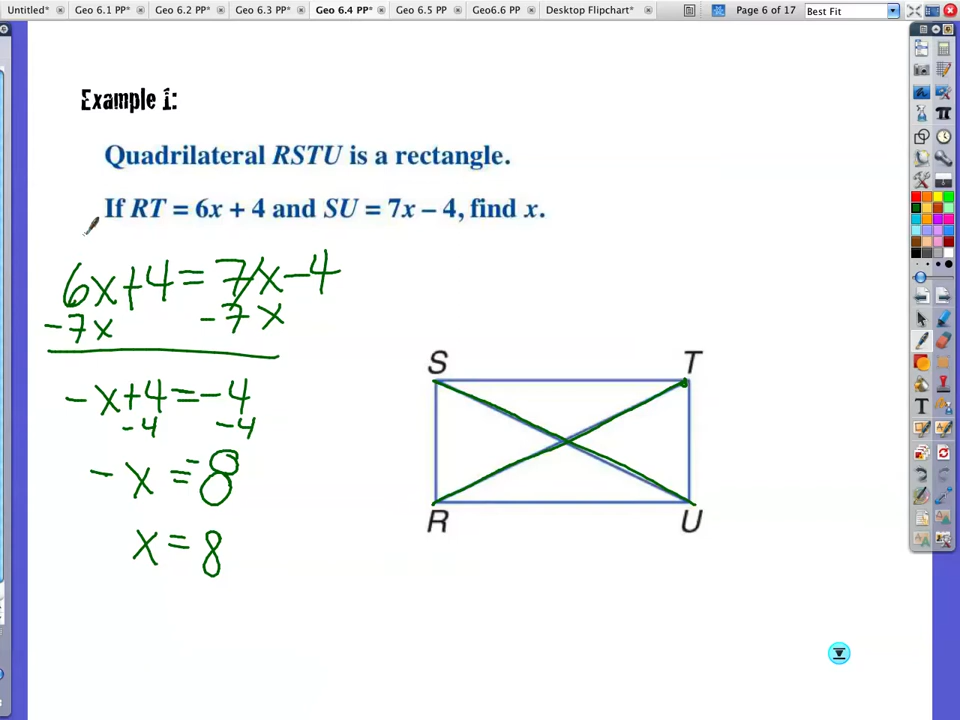 Untitled* Geo 6.1 PP* Geo 6.2 PP* Geo 6.3 PP* Geo 6.4 PP* Geo 6.5 PP Geo6.6 PP Desktop Flipchart* Page 6 of 17 Best Fit
Example 1:
Quadrilateral RSTU is a rectangle.
If RT = 6x + 4 and SU = 7x – 4, find x.
6x+4=7x-4
-7x -7x
-x+4=-4
-4 -4
-x=-8
x=8
S T
R U